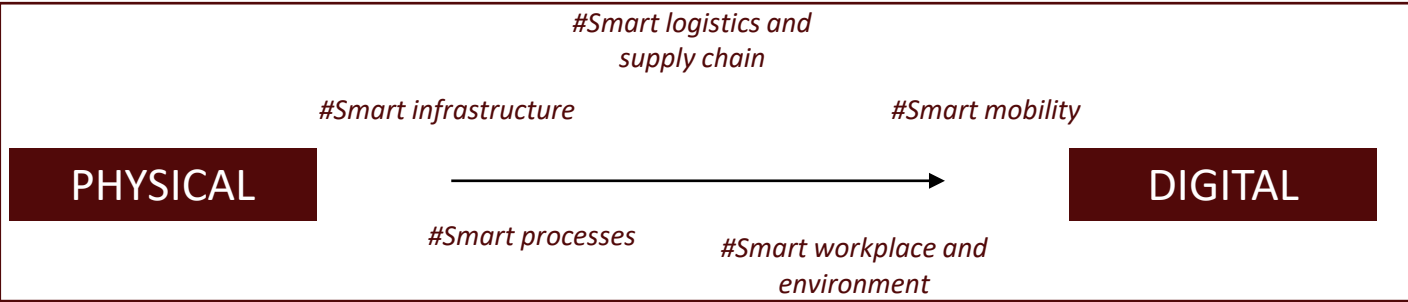 #Smart logistics and
supply chain
#Smart infrastructure
#Smart mobility
PHYSICAL
DIGITAL
#Smart processes
#Smart workplace and
environment